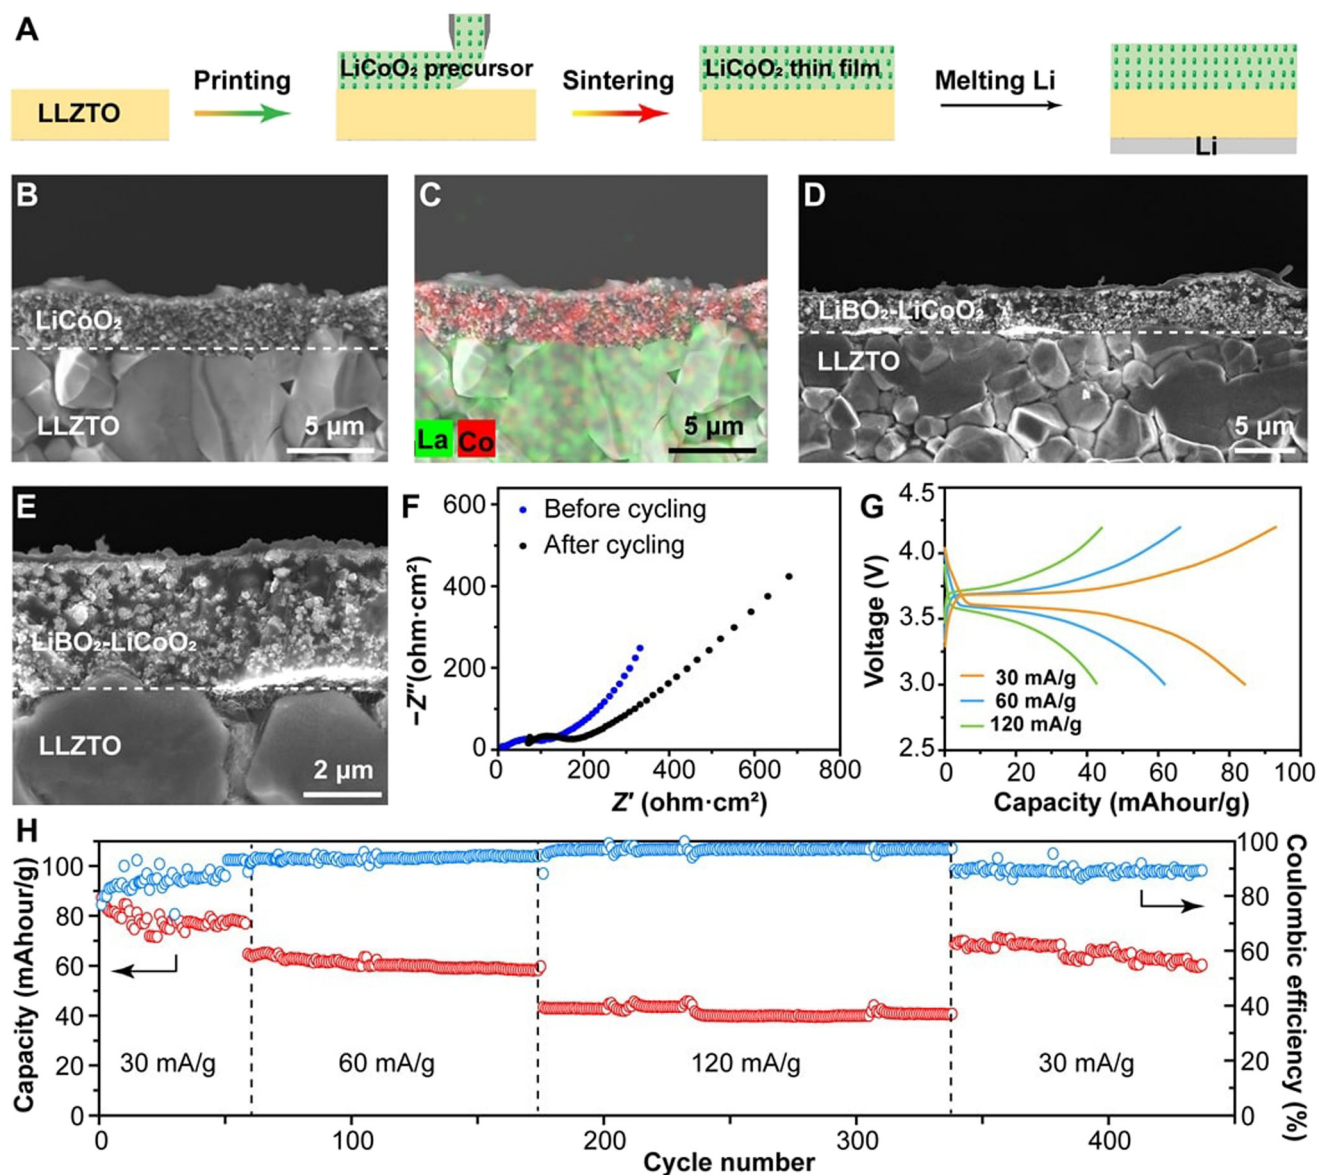 A
LLZTO
Printing
LiCoO₂ precursor
Sintering
LiCoO₂ thin film
Melting Li
Li
B
LiCoO₂
LLZTO
5 μm
C
La
Co
5 μm
D
LiBO₂-LiCoO₂
LLZTO
5 μm
E
LiBO₂-LiCoO₂
LLZTO
2 μm
F
Before cycling
After cycling
600
400
200
0
0 200 400 600 800
−Z″(ohm·cm²)
Z′ (ohm·cm²)
G
4.5
4.0
3.5
3.0
2.5
Voltage (V)
30 mA/g
60 mA/g
120 mA/g
0 20 40 60 80 100
Capacity (mAhour/g)
H
Capacity (mAhour/g)
100
80
60
40
20
0
30 mA/g
60 mA/g
120 mA/g
30 mA/g
100
80
60
40
20
0
Coulombic efficiency (%)
0 100 200 300 400
Cycle number